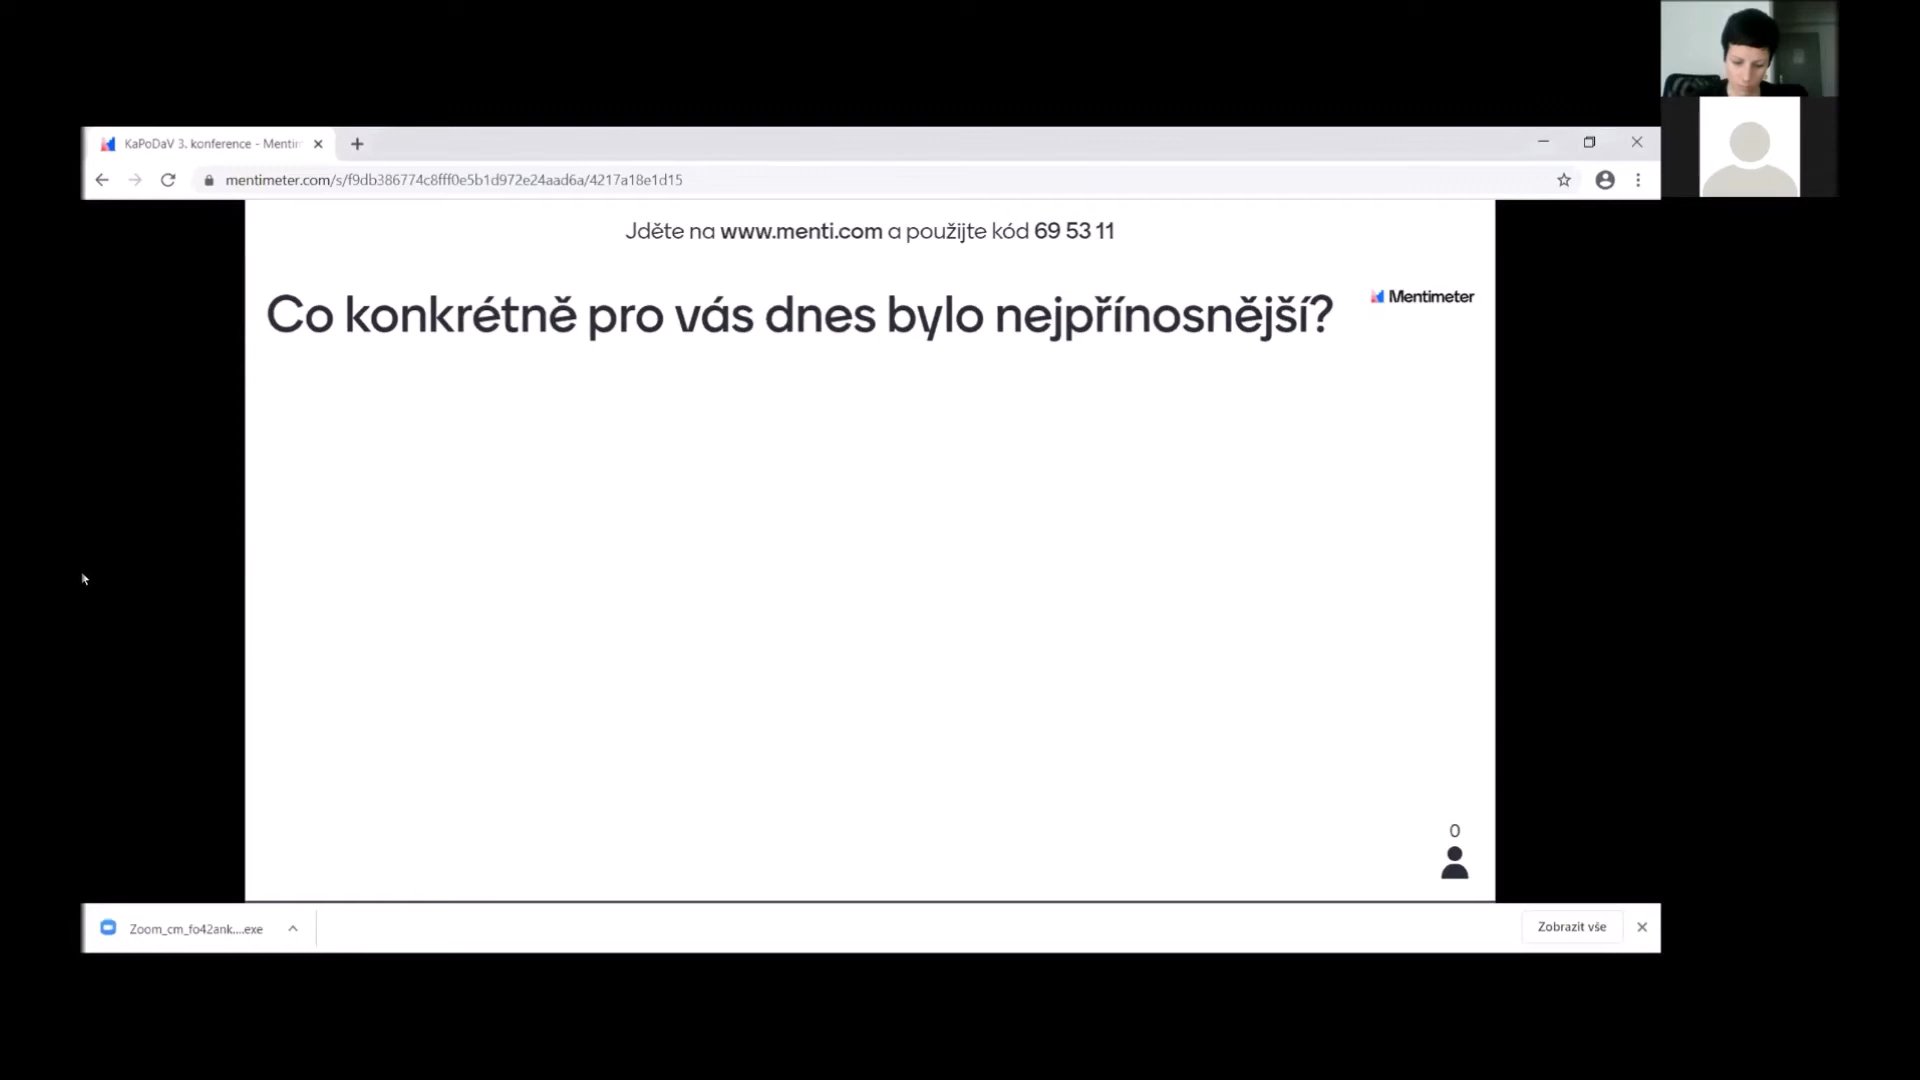 KaPoDaV 3. konference - Mentir
mentimeter.com/s/f9db386774c8fff0e5b1d972e24aad6a/4217a18e1d15
Jděte na www.menti.com a použijte kód 69 53 11
Co konkrétně pro vás dnes bylo nejpřínosnější?
Mentimeter
0
Zoom_cm_fo42ank....exe
Zobrazit vše